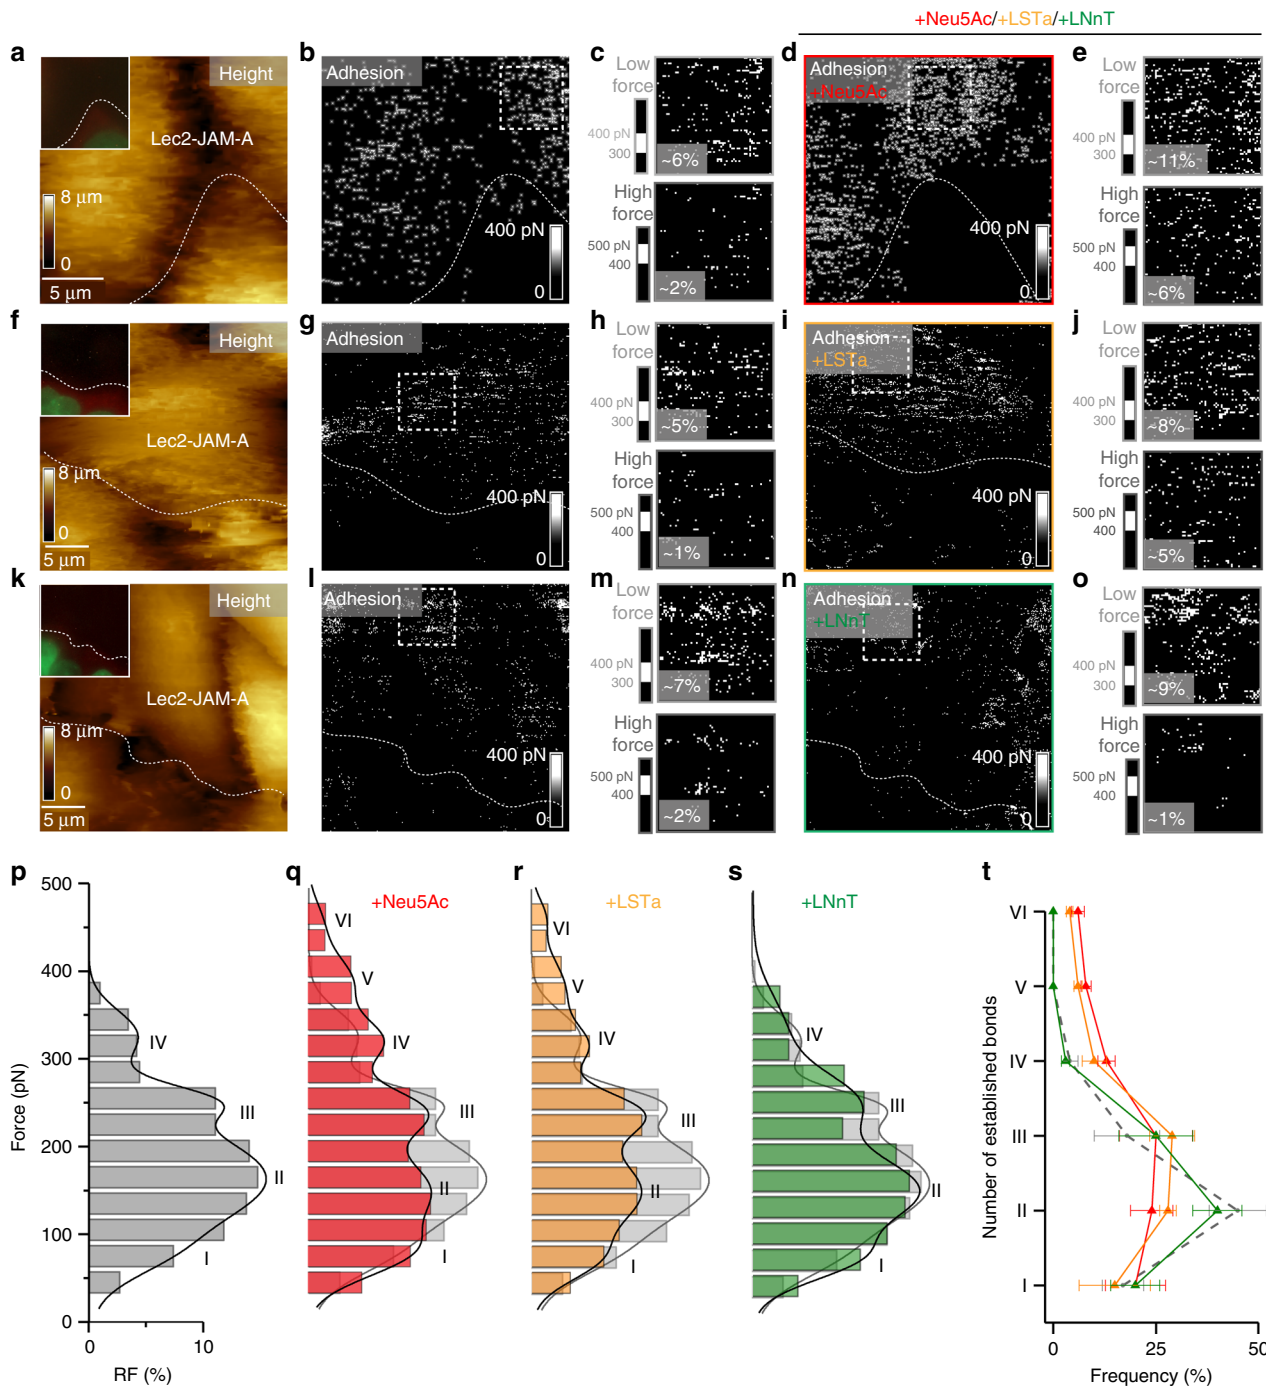 +Neu5Ac/+LSTa/+LNnT
a
Height
Lec2-JAM-A
8 µm
0
5 µm
b
Adhesion
400 pN
0
c
Low
force
400 pN
300
~6%
High
force
500 pN
400
~2%
d
Adhesion
+Neu5Ac
400 pN
0
e
Low
force
400 pN
300
~11%
High
force
500 pN
400
~6%
f
Height
Lec2-JAM-A
8 µm
0
5 µm
g
Adhesion
400 pN
0
h
Low
force
400 pN
300
~5%
High
force
500 pN
400
~1%
i
Adhesion
+LSTa
400 pN
0
j
Low
force
400 pN
300
~8%
High
force
500 pN
400
~5%
k
Height
Lec2-JAM-A
8 µm
0
5 µm
l
Adhesion
400 pN
0
m
Low
force
400 pN
300
~7%
High
force
500 pN
400
~2%
n
Adhesion
+LNnT
400 pN
0
o
Low
force
400 pN
300
~9%
High
force
500 pN
400
~1%
p
500
400
300
200
100
0
Force (pN)
IV
III
II
I
0
10
RF (%)
q
+Neu5Ac
VI
V
IV
III
II
I
r
+LSTa
VI
V
IV
III
II
I
s
+LNnT
IV
III
II
I
t
Number of established bonds
VI
V
IV
III
II
I
0
25
50
Frequency (%)